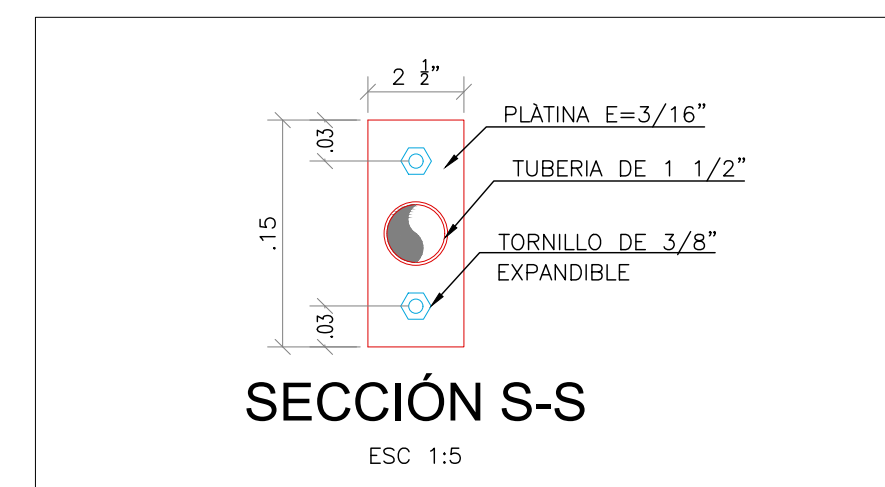 2 1/2”
PLÀTINA E=3/16”
.03
TUBERIA DE 1 1/2”
.15
TORNILLO DE 3/8”
EXPANDIBLE
.03
SECCIÓN S-S
ESC 1:5